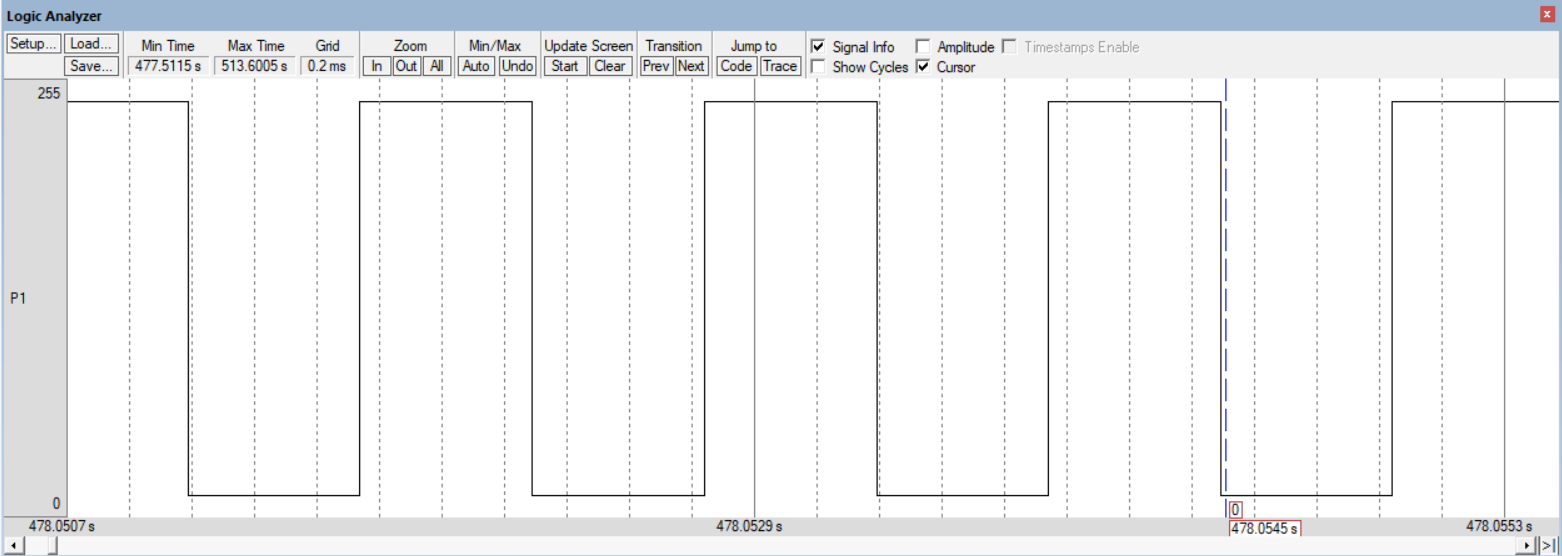 Logic Analyzer
Setup... Load... Min Time Max Time Grid Zoom Min/Max Update Screen Transition Jump to Signal Info Amplitude Timestamps Enable
Save... 477.5115 s 513.6005 s 0.2 ms In Out All Auto Undo Start Clear Prev Next Code Trace Show Cycles Cursor
255
P1
0
0
478.0507 s 478.0529 s 478.0545 s 478.0553 s